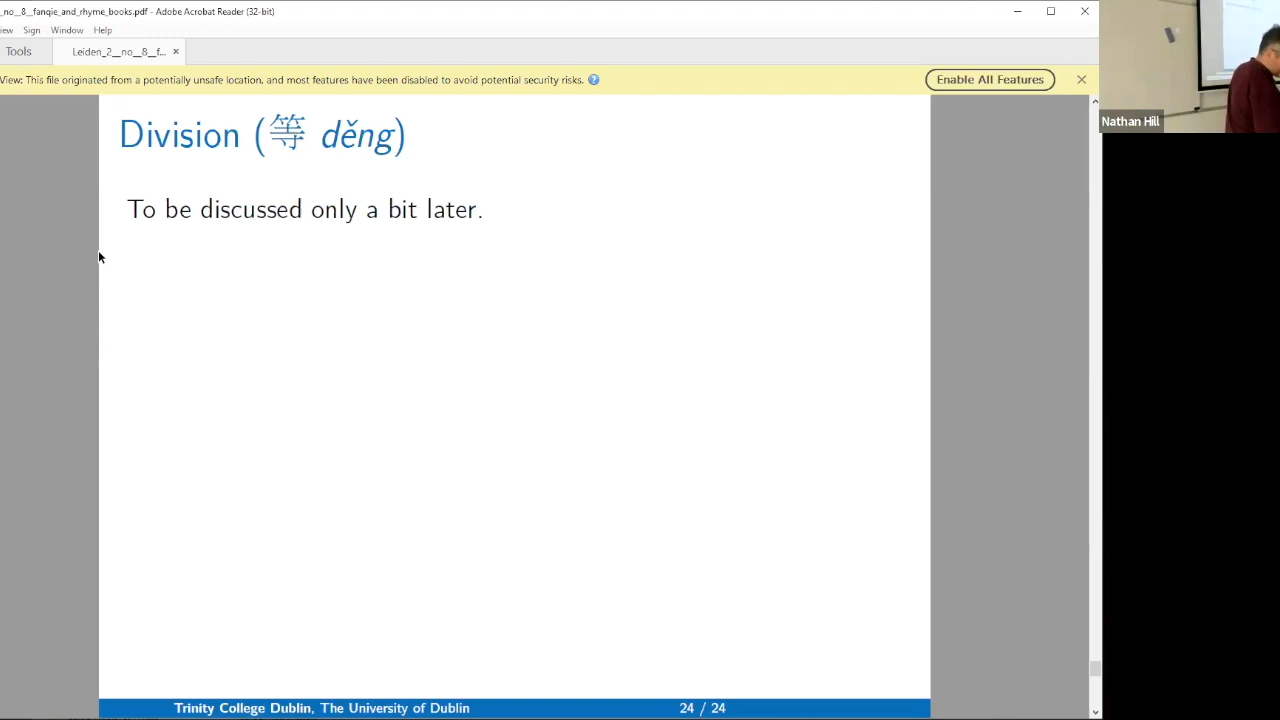 _no__8__fanqie_and_rhyme_books.pdf - Adobe Acrobat Reader (32-bit)
iew Sign Window Help
Tools Leiden_2__no__8__f... ×
View: This file originated from a potentially unsafe location, and most features have been disabled to avoid potential security risks. Enable All Features
Nathan Hill
Division (等 děng)
To be discussed only a bit later.
Trinity College Dublin, The University of Dublin 24 / 24